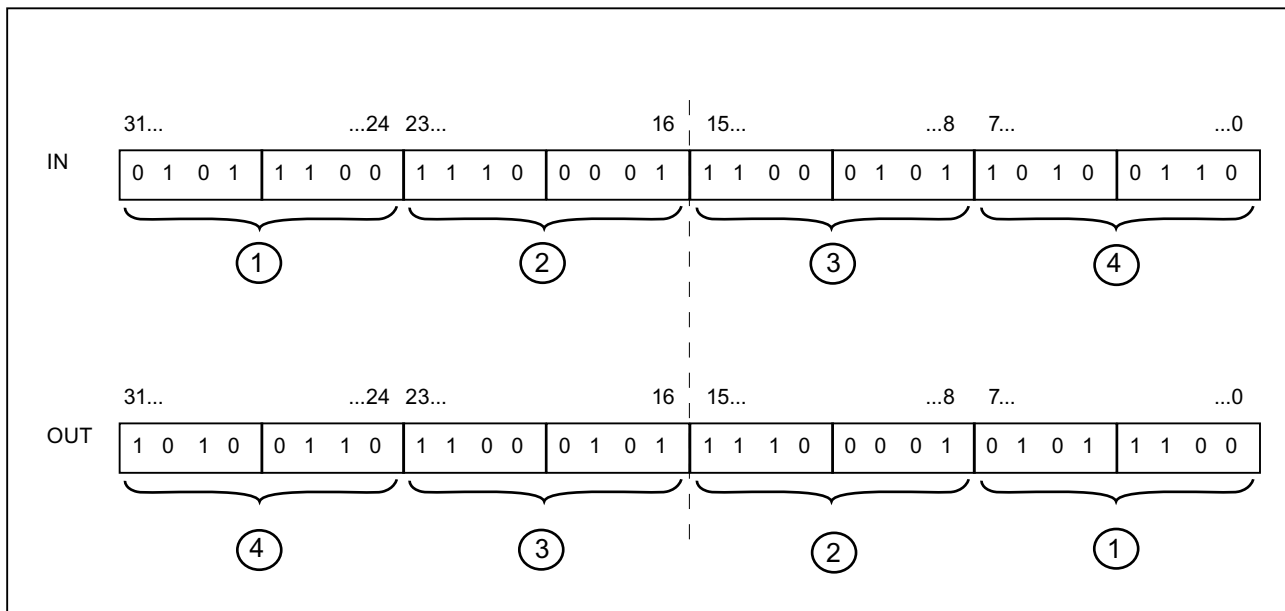 31... ...24 23... 16 15... ...8 7... ...0
IN 0 1 0 1 1 1 0 0 1 1 1 0 0 0 0 1 1 1 0 0 0 1 0 1 1 0 1 0 0 1 1 0
1 2 3 4
31... ...24 23... 16 15... ...8 7... ...0
OUT 1 0 1 0 0 1 1 0 1 1 0 0 0 1 0 1 1 1 1 0 0 0 0 1 0 1 0 1 1 1 0 0
4 3 2 1